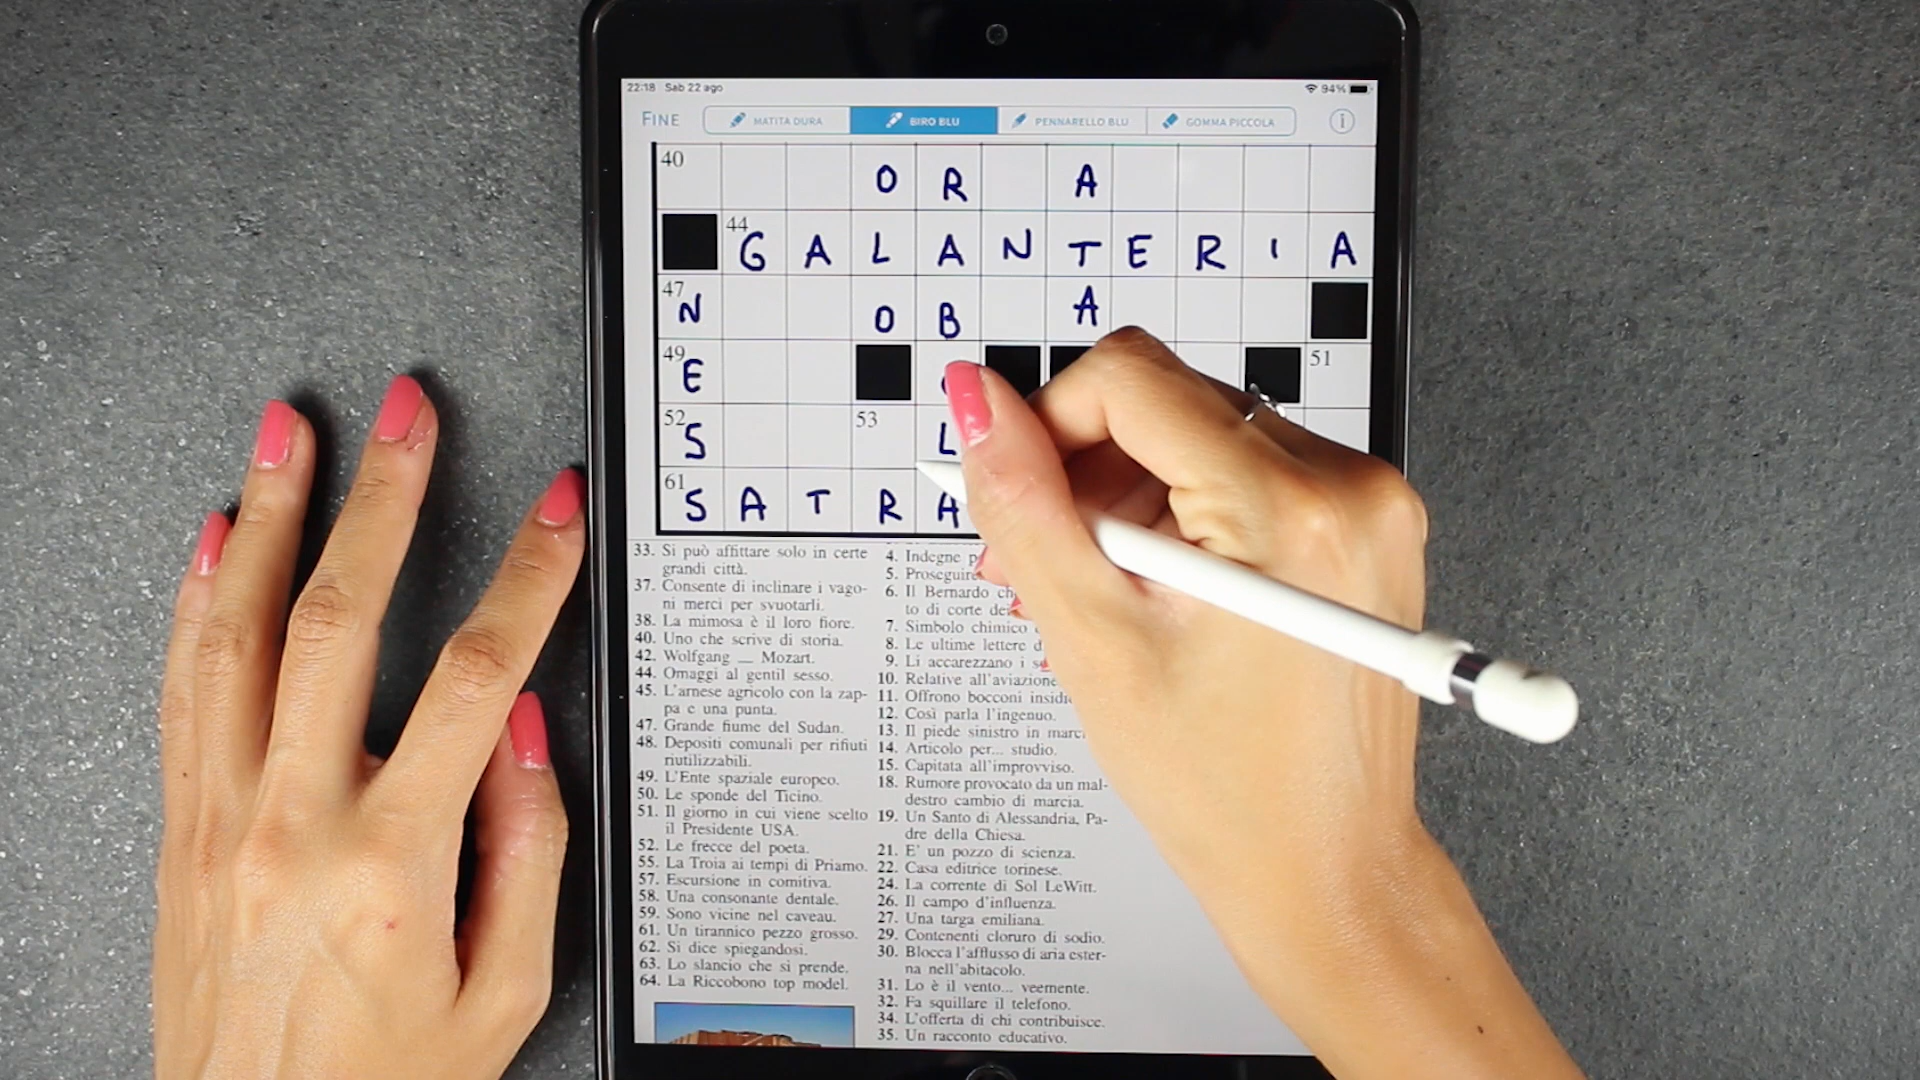 22:18 Sab 22 ago
94%
FINE MATITA DURA BIRO BLU PENNARELLO BLU GOMMA PICCOLA i
40 O R A
44 G A L A N T E R I A
47 N O B A
49 E 51
52 S 53 L
61 S A T R A
33. Si può affittare solo in certe
grandi città.
37. Consente di inclinare i vago-
ni merci per svuotarli.
38. La mimosa è il loro fiore.
40. Uno che scrive di storia.
42. Wolfgang __ Mozart.
44. Omaggi al gentil sesso.
45. L'arnese agricolo con la zap-
pa e una punta.
47. Grande fiume del Sudan.
48. Depositi comunali per rifiuti
riutilizzabili.
49. L'Ente spaziale europeo.
50. Le sponde del Ticino.
51. Il giorno in cui viene scelto
il Presidente USA.
52. Le frecce del poeta.
55. La Troia ai tempi di Priamo.
57. Escursione in comitiva.
58. Una consonante dentale.
59. Sono vicine nel caveau.
61. Un tirannico pezzo grosso.
62. Si dice spiegandosi.
63. Lo slancio che si prende.
64. La Riccobono top model.
4. Indegne
5. Proseguire
6. Il Bernardo
to di corte
7. Simbolo chimico
8. Le ultime lettere
9. Li accarezzano i
10. Relative all'aviazione
11. Offrono bocconi
12. Così parla l'ingenuo.
13. Il piede sinistro in
14. Articolo per... studio.
15. Capitata all'improvviso.
18. Rumore provocato da un mal-
destro cambio di marcia.
19. Un Santo di Alessandria, Pa-
dre della Chiesa.
21. E' un pozzo di scienza.
22. Casa editrice torinese.
24. La corrente di Sol LeWitt.
26. Il campo d'influenza.
27. Una targa emiliana.
29. Contenenti cloruro di sodio.
30. Blocca l'afflusso di aria ester-
na nell'abitacolo.
31. Lo è il vento... veemente.
32. Fa squillare il telefono.
34. L'offerta di chi contribuisce.
35. Un racconto educativo.